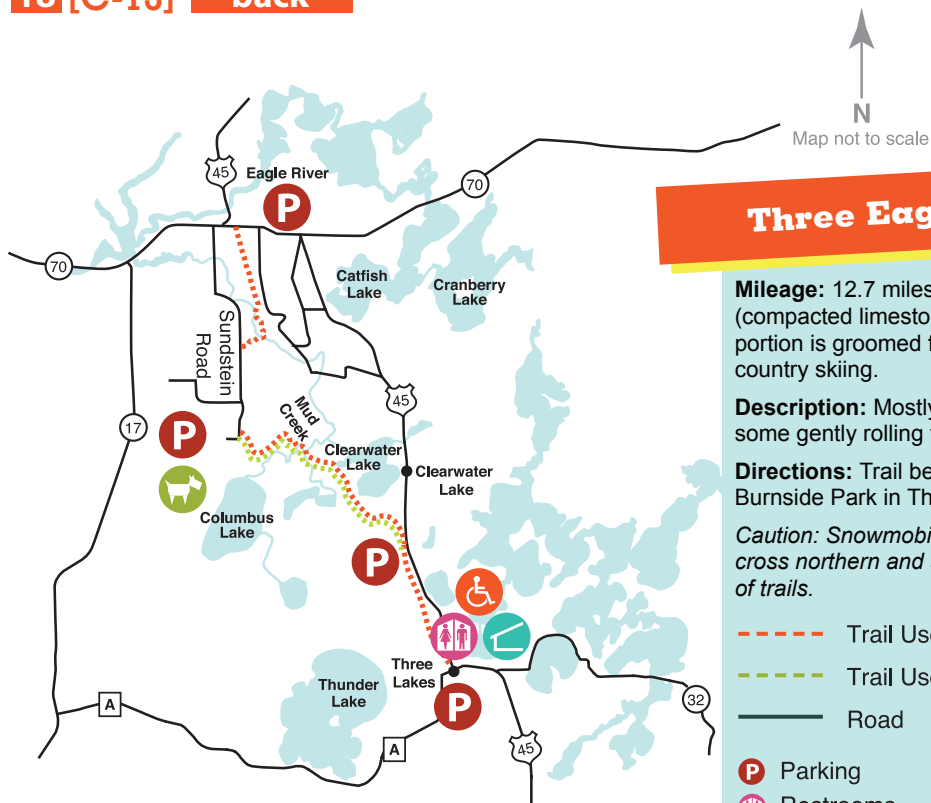 back
N
Map not to scale
45
Eagle River
P
70
70
Catfish
Lake
Cranberry
Lake
Sundstein
Road
45
17
P
Mud
Creek
Clearwater
Lake
Clearwater
Lake
Columbus
Lake
P
Three
Lakes
Thunder
Lake
P
32
A
A
45
Three Eag
Mileage: 12.7 miles
(compacted limesto
portion is groomed f
country skiing.
Description: Mostly
some gently rolling
Directions: Trail be
Burnside Park in Th
Caution: Snowmobi
cross northern and
of trails.
Trail Use
Trail Use
Road
P Parking